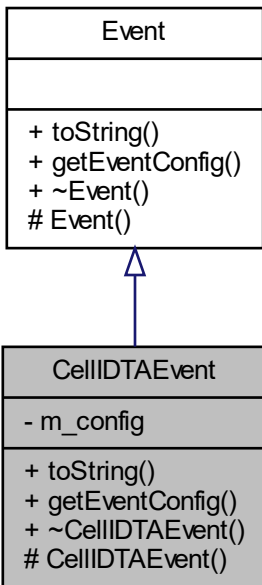 Event
+ toString()
+ getEventConfig()
+ ~Event()
# Event()
CellIDTAEvent
- m_config
+ toString()
+ getEventConfig()
+ ~CellIDTAEvent()
# CellIDTAEvent()